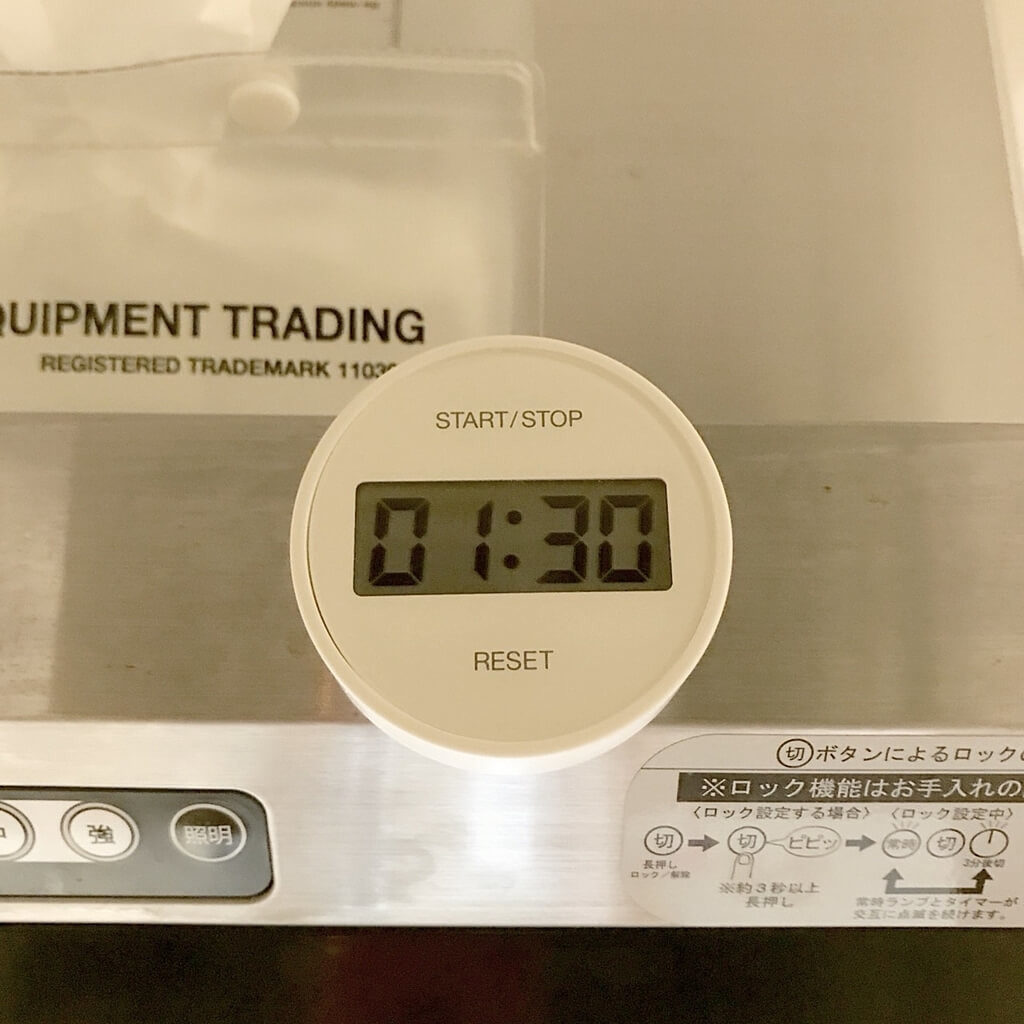 QUIPMENT TRADING
REGISTERED TRADEMARK 1103
START/STOP
01:30
RESET
切ボタンによるロック
※ロック機能はお手入れの
〈ロック設定する場合〉 〈ロック設定中〉
切 切 ピピッ 常時 切
長押し
ロック/解除
3分後切
※約3秒以上
長押し
常時ランプとタイマーが
交互に点滅を続けます。
中 強 照明